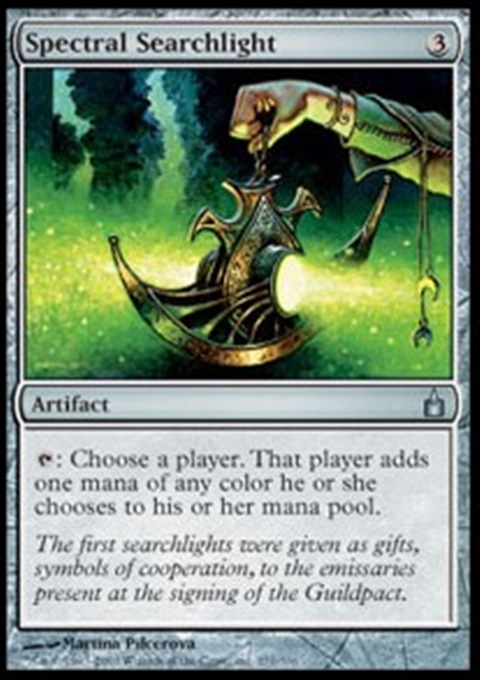 Spectral Searchlight 3
Artifact
: Choose a player. That player adds
one mana of any color he or she
chooses to his or her mana pool.
The first searchlights were given as gifts,
symbols of cooperation, to the emissaries
present at the signing of the Guildpact.
Martina Pilcerova